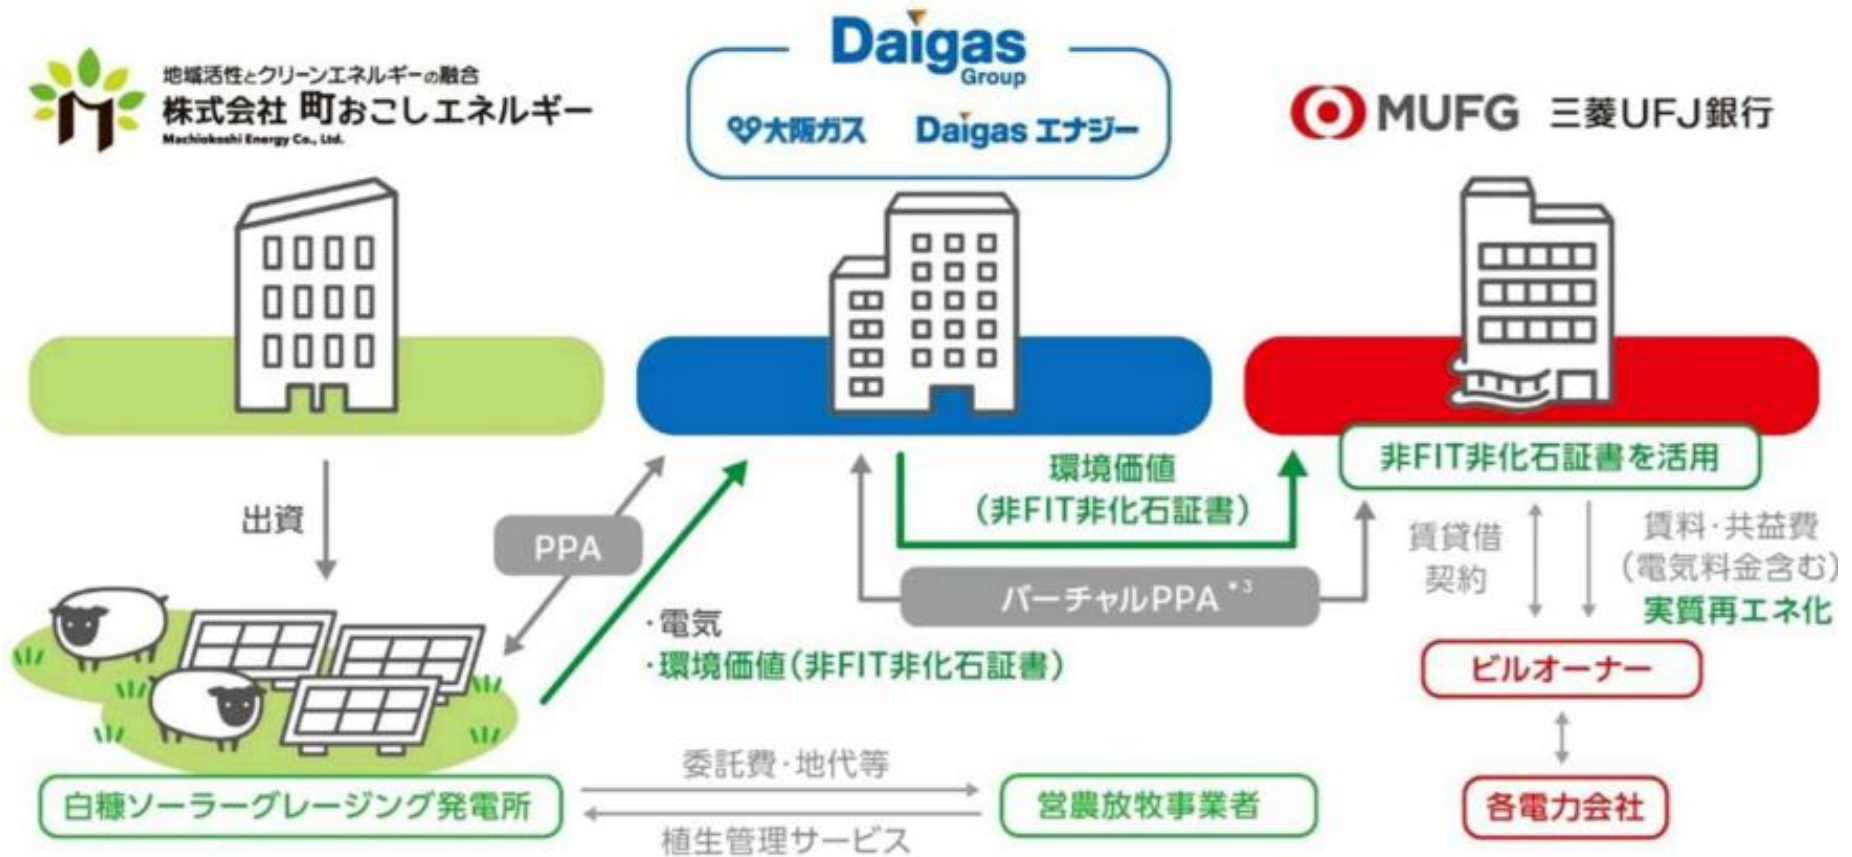 地域活性とクリーンエネルギーの融合
株式会社 町おこしエネルギー
Machiokoshi Energy Co., Ltd.
Daigas
Group
大阪ガス Daigas エナジー
MUFG 三菱UFJ銀行
出資
PPA
・電気
・環境価値(非FIT非化石証書)
環境価値
(非FIT非化石証書)
バーチャルPPA *3
非FIT非化石証書を活用
賃貸借
契約
賃料・共益費
(電気料金含む)
実質再エネ化
ビルオーナー
各電力会社
白糠ソーラーグレージング発電所
委託費・地代等
植生管理サービス
営農放牧事業者